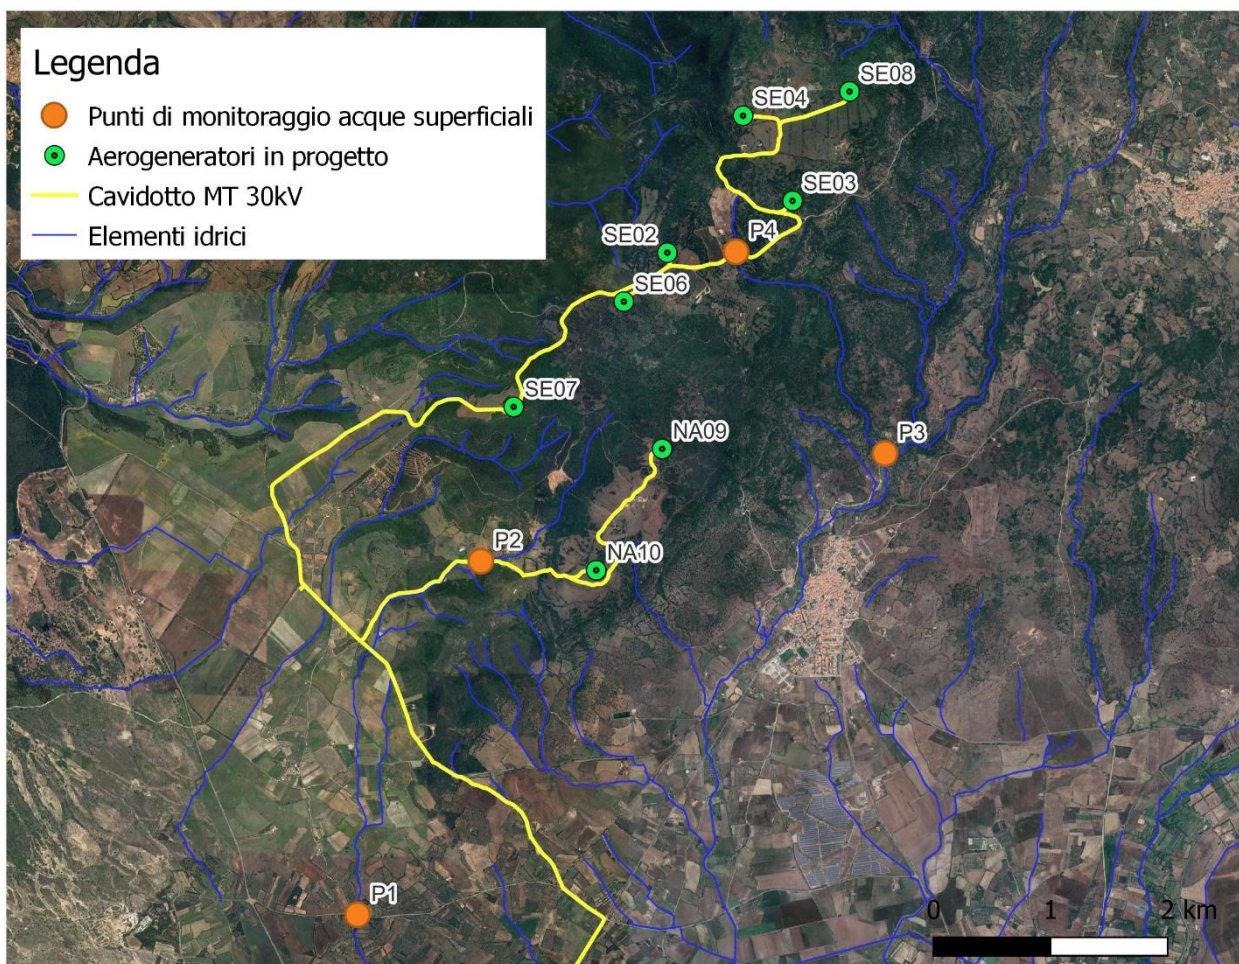 Legenda
Punti di monitoraggio acque superficiali
Aerogeneratori in progetto
Cavidotto MT 30kV
Elementi idrici
SE08
SE04
SE03
P4
SE02
SE06
SE07
NA09
P3
P2
NA10
P1
0 1 2 km